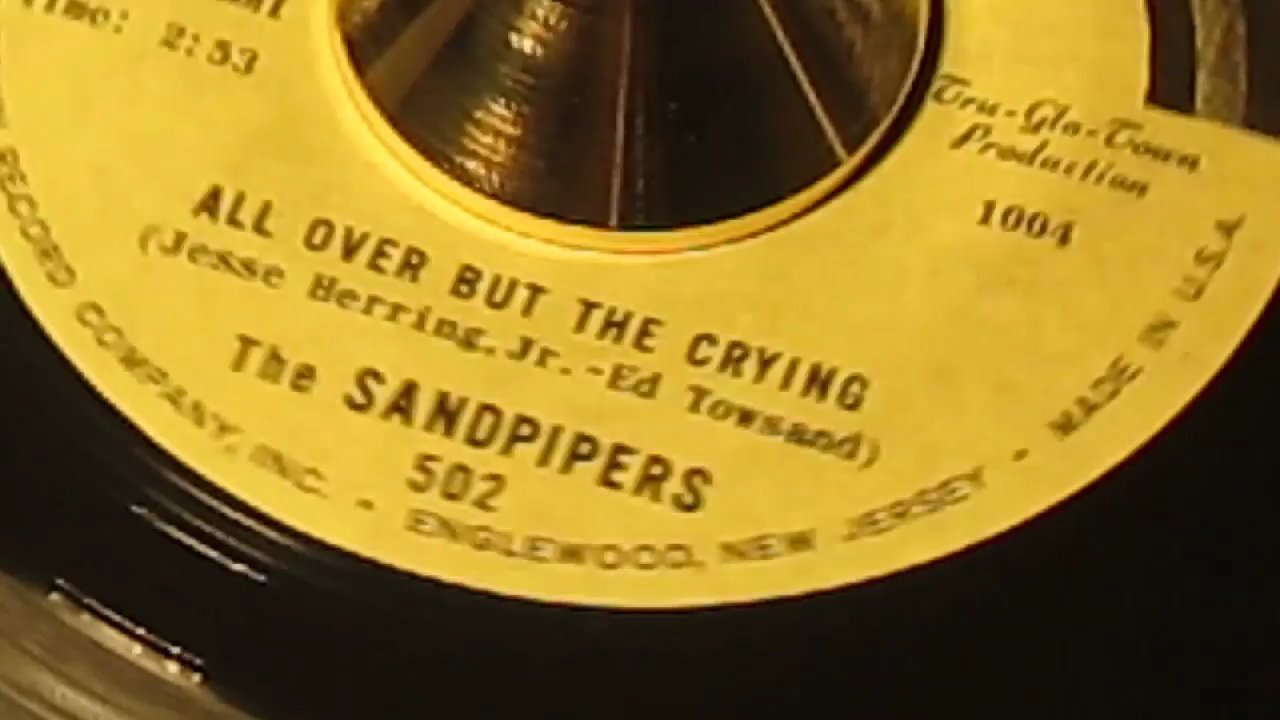 Time: 2:53
Tru-Glo-Town
Production
1004
ALL OVER BUT THE CRYING
(Jesse Herring, Jr.-Ed Towsand)
The SANDPIPERS
502
RECORD COMPANY, INC. - ENGLEWOOD, NEW JERSEY - MADE IN U.S.A.